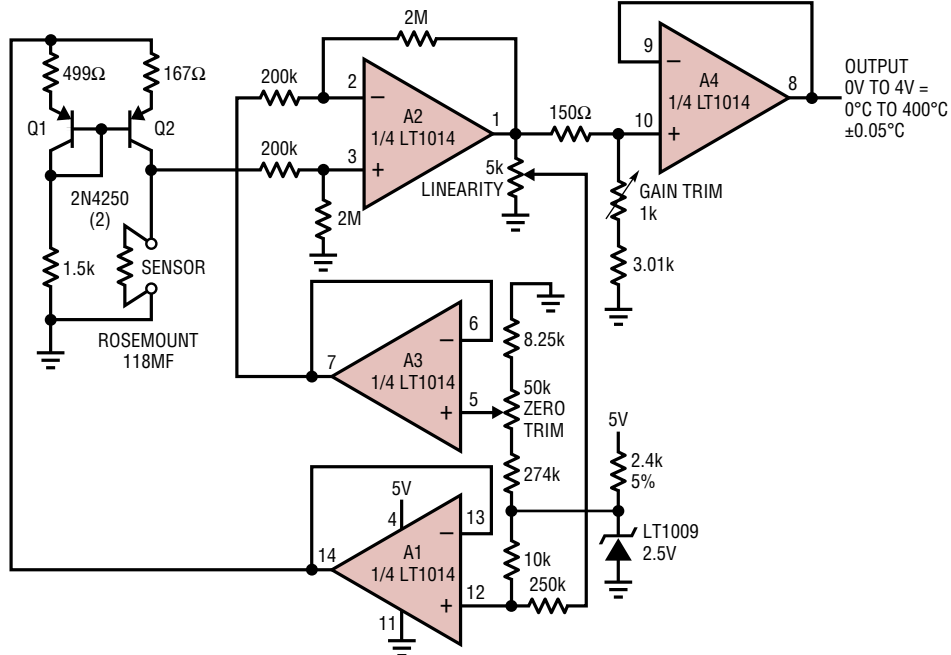 499Ω
167Ω
Q1
Q2
2N4250
(2)
1.5k
SENSOR
ROSEMOUNT
118MF
200k
200k
2M
2M
2
3
1
−
+
A2
1/4 LT1014
5k
LINEARITY
150Ω
9
10
8
−
+
A4
1/4 LT1014
OUTPUT
0V TO 4V =
0°C TO 400°C
±0.05°C
GAIN TRIM
1k
3.01k
7
6
5
−
+
A3
1/4 LT1014
8.25k
50k
ZERO
TRIM
274k
5V
2.4k
5%
LT1009
2.5V
10k
250k
14
5V
4
13
12
11
−
+
A1
1/4 LT1014